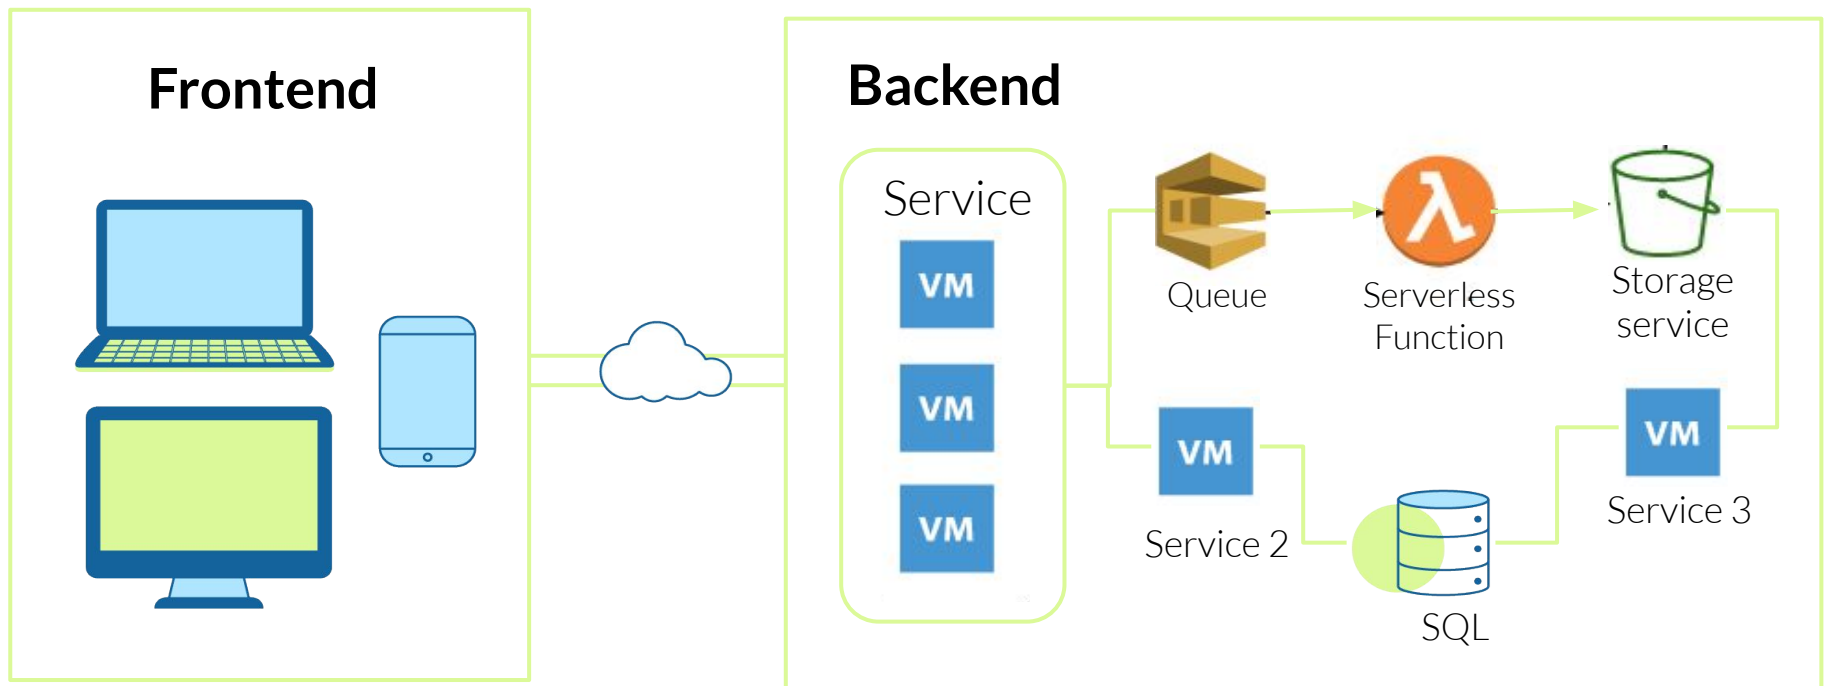 Frontend
Backend
Service
VM
VM
VM
Queue
Serverless
Function
Storage
service
VM
Service 2
SQL
VM
Service 3